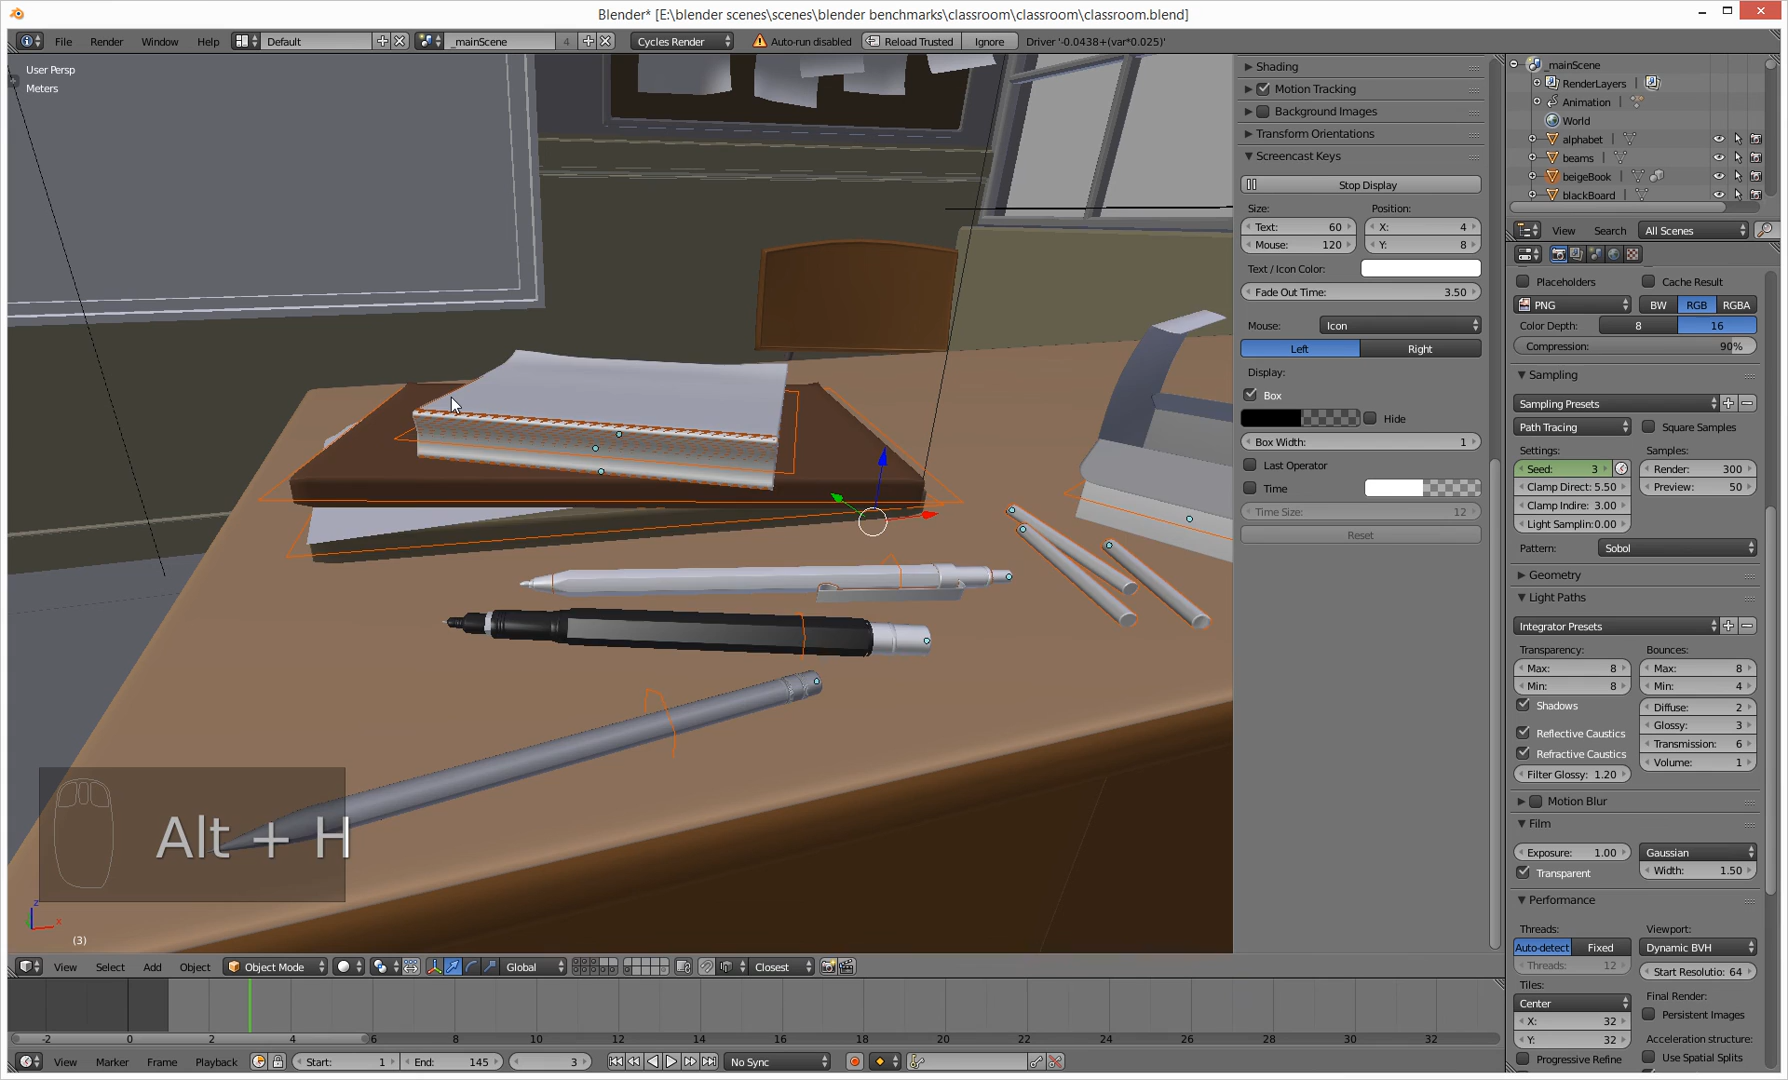 Blender* [E:\blender scenes\scenes\blender benchmarks\classroom\classroom\classroom.blend]
File Render Window Help Default _mainScene 4 Cycles Render Auto-run disabled Reload Trusted Ignore Driver '-0.0438+(var*0.025)'
User Persp
Meters
Alt + H
(3)
z
x
Shading
Motion Tracking
Background Images
Transform Orientations
Screencast Keys
Stop Display
Size: Position:
Text: 60 X: 4
Mouse: 120 Y: 8
Text / Icon Color:
Fade Out Time: 3.50
Mouse: Icon
Left Right
Display:
Box
Hide
Box Width: 1
Last Operator
Time
Time Size: 12
Reset
_mainScene
RenderLayers
Animation
World
alphabet
beams
beigeBook
blackBoard
View Search All Scenes
Placeholders Cache Result
PNG BW RGB RGBA
Color Depth: 8 16
Compression: 90%
Sampling
Sampling Presets
Path Tracing Square Samples
Settings: Samples:
Seed: 3 Render: 300
Clamp Direct: 5.50 Preview: 50
Clamp Indire: 3.00
Light Samplin:0.00
Pattern: Sobol
Geometry
Light Paths
Integrator Presets
Transparency: Bounces:
Max: 8 Max: 8
Min: 8 Min: 4
Shadows Diffuse: 2
Glossy: 3
Reflective Caustics Transmission: 6
Refractive Caustics Volume: 1
Filter Glossy: 1.20
Motion Blur
Film
Exposure: 1.00 Gaussian
Transparent Width: 1.50
Performance
Threads: Viewport:
Auto-detect Fixed Dynamic BVH
Threads: 12 Start Resolutio: 64
Tiles: Final Render:
Center Persistent Images
X: 32
Y: 32 Acceleration structure:
Progressive Refine Use Spatial Splits
View Select Add Object Object Mode Global Closest
-2 0 2 4 6 8 10 12 14 16 18 20 22 24 26 28 30 32
View Marker Frame Playback Start: 1 End: 145 3 No Sync